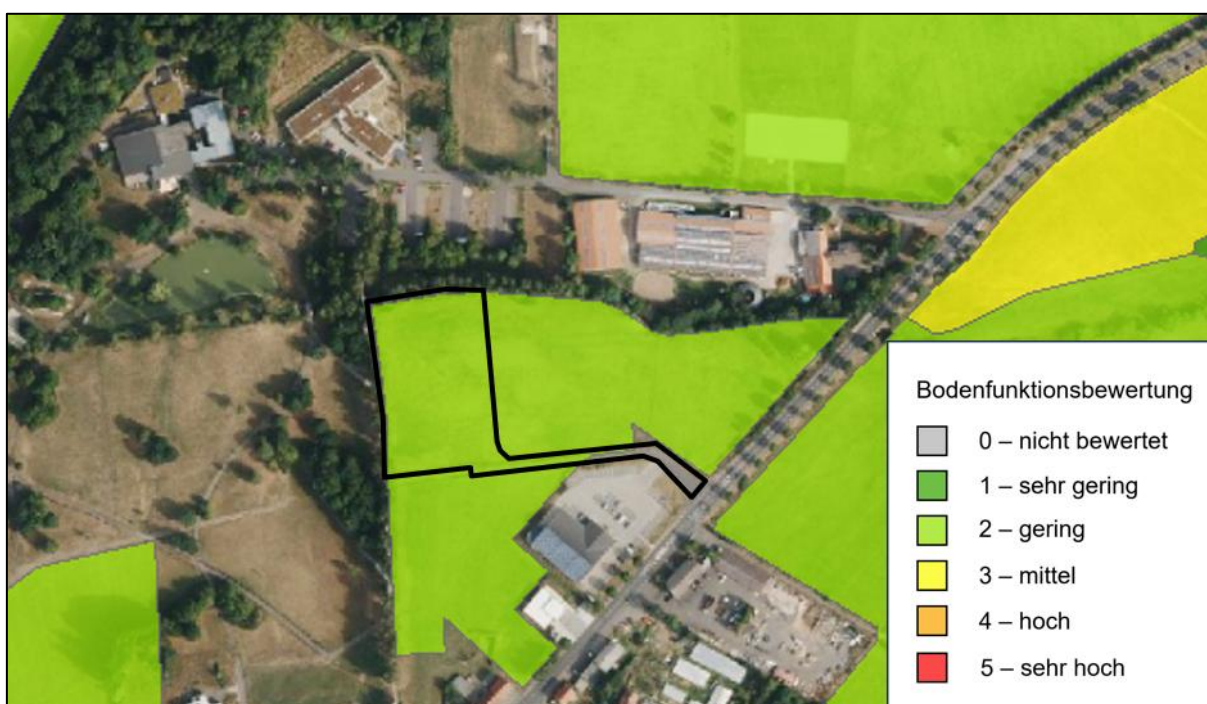 Bodenfunktionsbewertung
0 – nicht bewertet
1 – sehr gering
2 – gering
3 – mittel
4 – hoch
5 – sehr hoch